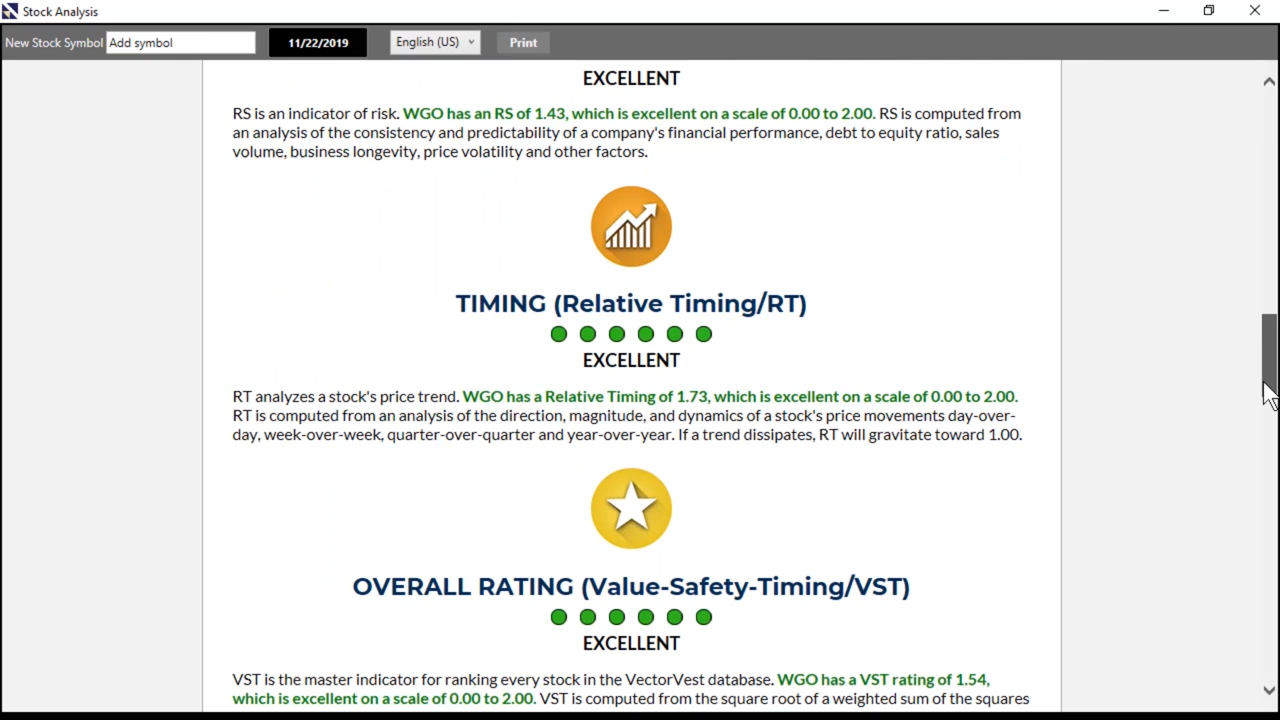 Stock Analysis
New Stock Symbol Add symbol 11/22/2019 English (US) Print
EXCELLENT
RS is an indicator of risk. WGO has an RS of 1.43, which is excellent on a scale of 0.00 to 2.00. RS is computed from
an analysis of the consistency and predictability of a company's financial performance, debt to equity ratio, sales
volume, business longevity, price volatility and other factors.
TIMING (Relative Timing/RT)
EXCELLENT
RT analyzes a stock's price trend. WGO has a Relative Timing of 1.73, which is excellent on a scale of 0.00 to 2.00.
RT is computed from an analysis of the direction, magnitude, and dynamics of a stock's price movements day-over-
day, week-over-week, quarter-over-quarter and year-over-year. If a trend dissipates, RT will gravitate toward 1.00.
OVERALL RATING (Value-Safety-Timing/VST)
EXCELLENT
VST is the master indicator for ranking every stock in the VectorVest database. WGO has a VST rating of 1.54,
which is excellent on a scale of 0.00 to 2.00. VST is computed from the square root of a weighted sum of the squares